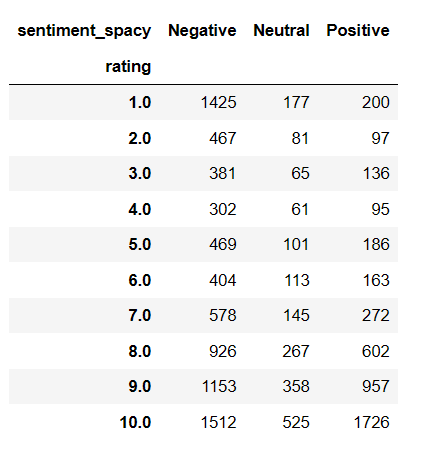 sentiment_spacy Negative Neutral Positive
rating
1.0 1425 177 200
2.0 467 81 97
3.0 381 65 136
4.0 302 61 95
5.0 469 101 186
6.0 404 113 163
7.0 578 145 272
8.0 926 267 602
9.0 1153 358 957
10.0 1512 525 1726